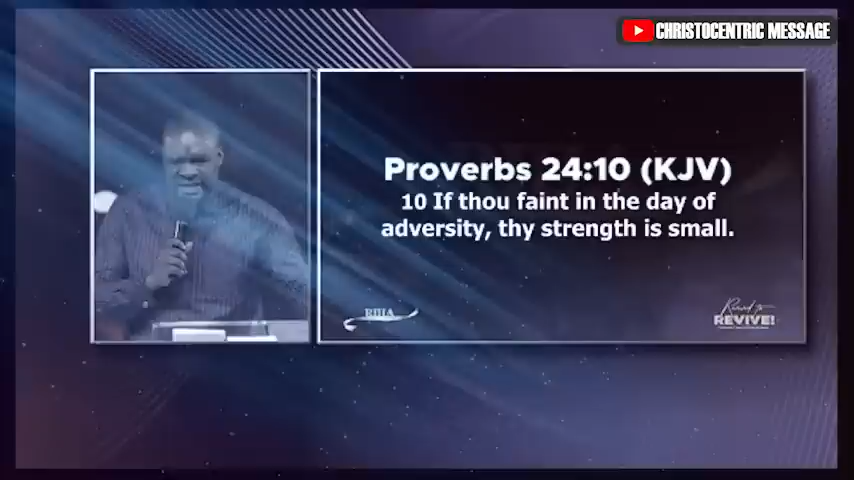 CHRISTOCENTRIC MESSAGE
Proverbs 24:10 (KJV)
10 If thou faint in the day of
adversity, thy strength is small.
REVIVE!